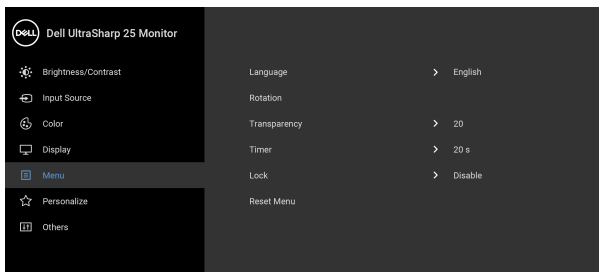 DELL Dell UltraSharp 25 Monitor
Brightness/Contrast
Input Source
Color
Display
Menu
Personalize
Others
Language > English
Rotation
Transparency > 20
Timer > 20 s
Lock > Disable
Reset Menu